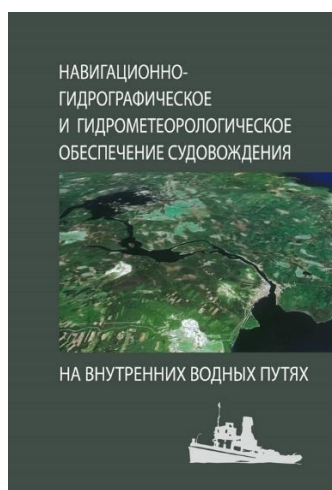 НАВИГАЦИОННО-
ГИДРОГРАФИЧЕСКОЕ
И ГИДРОМЕТЕОРОЛОГИЧЕСКОЕ
ОБЕСПЕЧЕНИЕ СУДОВОЖДЕНИЯ
НА ВНУТРЕННИХ ВОДНЫХ ПУТЯХ